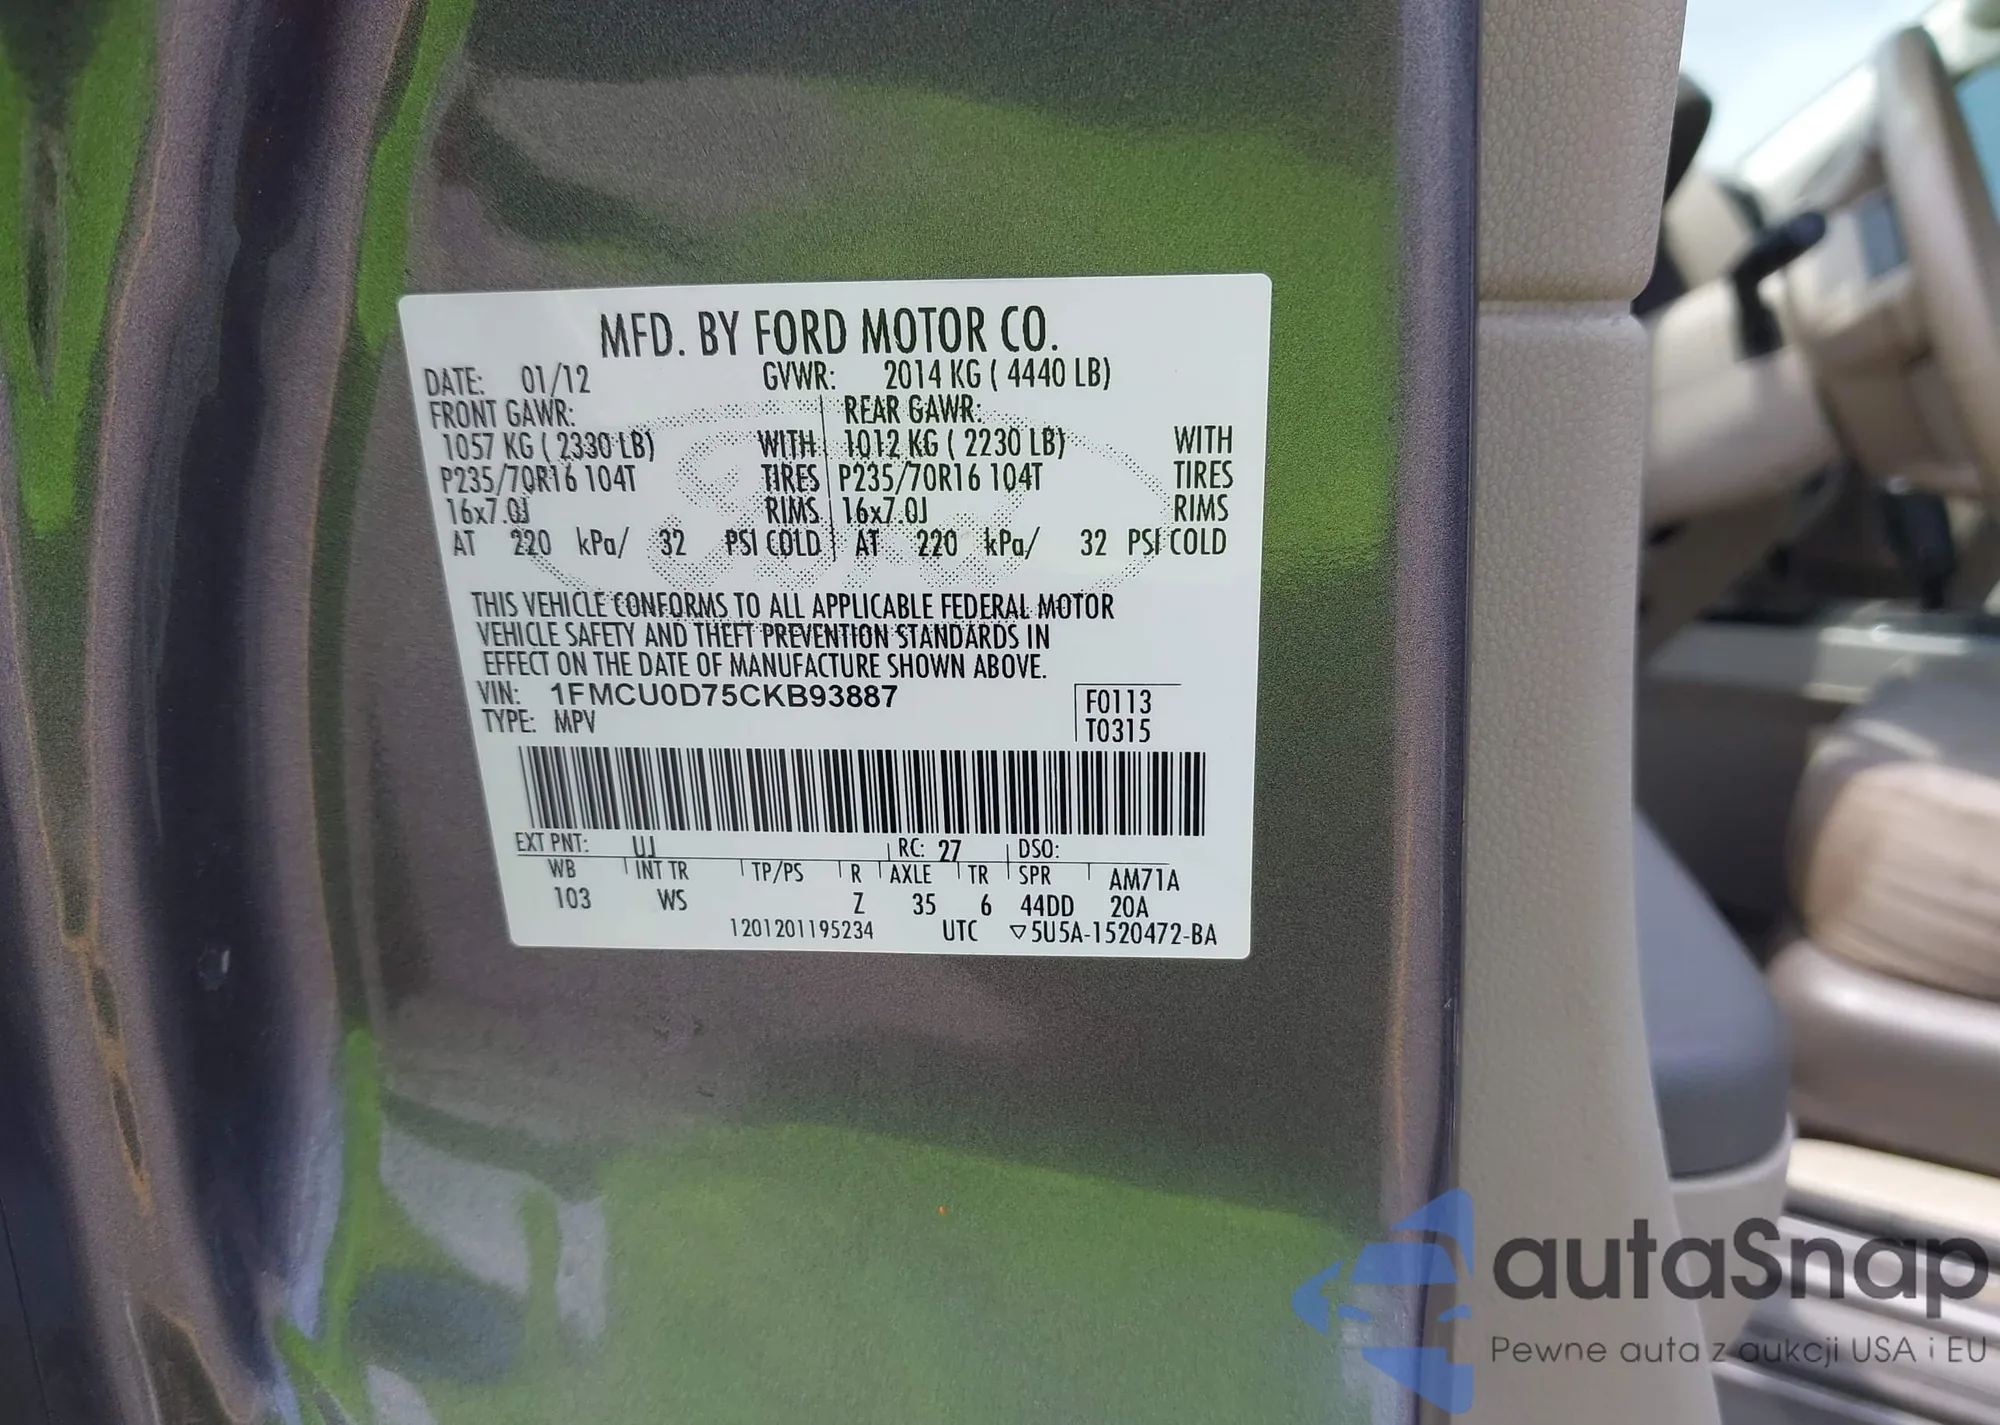 MFD. BY FORD MOTOR CO.
DATE: 01/12 GVWR: 2014 KG ( 4440 LB)
FRONT GAWR: REAR GAWR:
1057 KG ( 2330 LB) WITH 1012 KG ( 2230 LB) WITH
P235/70R16 104T TIRES P235/70R16 104T TIRES
16x7.0J RIMS 16x7.0J RIMS
AT 220 kPa/ 32 PSI COLD AT 220 kPa/ 32 PSI COLD
THIS VEHICLE CONFORMS TO ALL APPLICABLE FEDERAL MOTOR
VEHICLE SAFETY AND THEFT PREVENTION STANDARDS IN
EFFECT ON THE DATE OF MANUFACTURE SHOWN ABOVE.
VIN: 1FMCU0D75CKB93887 F0113
TYPE: MPV T0315
EXT PNT: UJ RC: 27 DSO:
WB INT TR TP/PS R AXLE TR SPR AM71A
103 WS Z 35 6 44DD 20A
1201201195234 UTC ▽5U5A-1520472-BA
autaSnap
Pewne auta z aukcji USA i EU